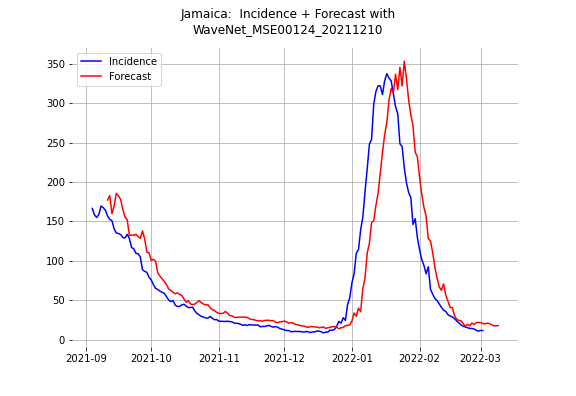 Jamaica:  Incidence + Forecast with
WaveNet_MSE00124_20211210
Incidence
Forecast
350
300
250
200
150
100
50
0
2021-09 2021-10 2021-11 2021-12 2022-01 2022-02 2022-03